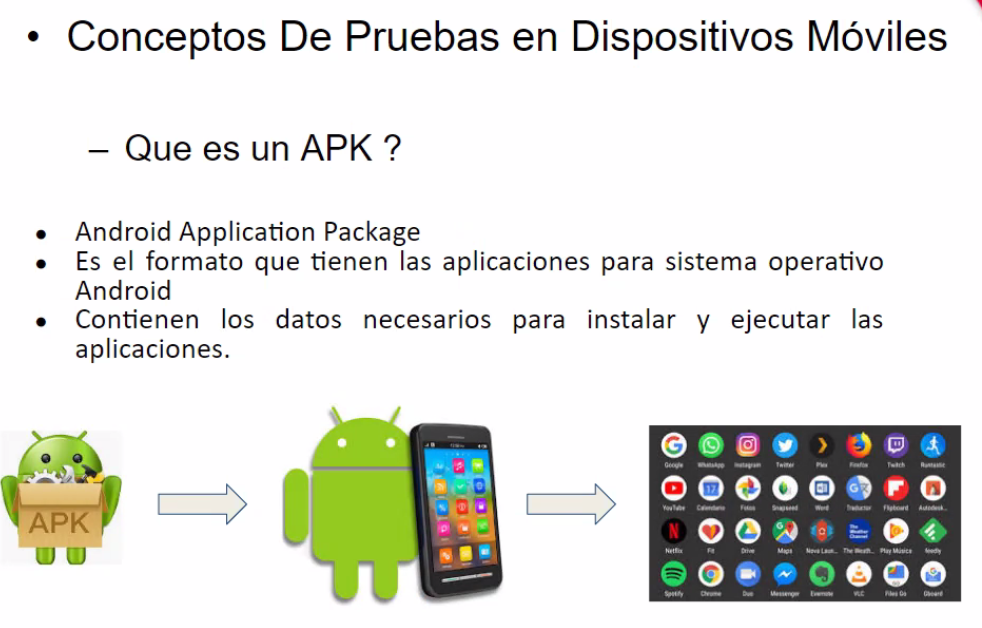 • Conceptos De Pruebas en Dispositivos Móviles
– Que es un APK ?
• Android Application Package
• Es el formato que tienen las aplicaciones para sistema operativo
Android
• Contienen los datos necesarios para instalar y ejecutar las
aplicaciones.
APK
Google WhatsApp Instagram Twitter Plex Firefox Twitch Runtastic
YouTube Calendario Fotos Snapseed Word Traductor Flipboard Autodesk...
Netflix Fit Drive Maps Nova Laun... The Weath... Play Música feedly
Spotify Chrome Duo Messenger Evernote VLC Files Go Gboard